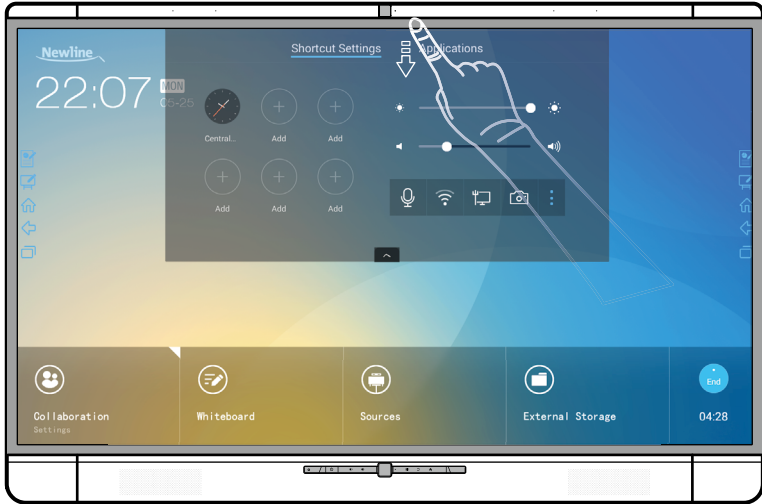 Newline
22:07
MON
05-25
Shortcut Settings
Applications
Central...
Add
Add
Add
Add
Add
Collaboration
Settings
Whiteboard
Sources
External Storage
End
04:28